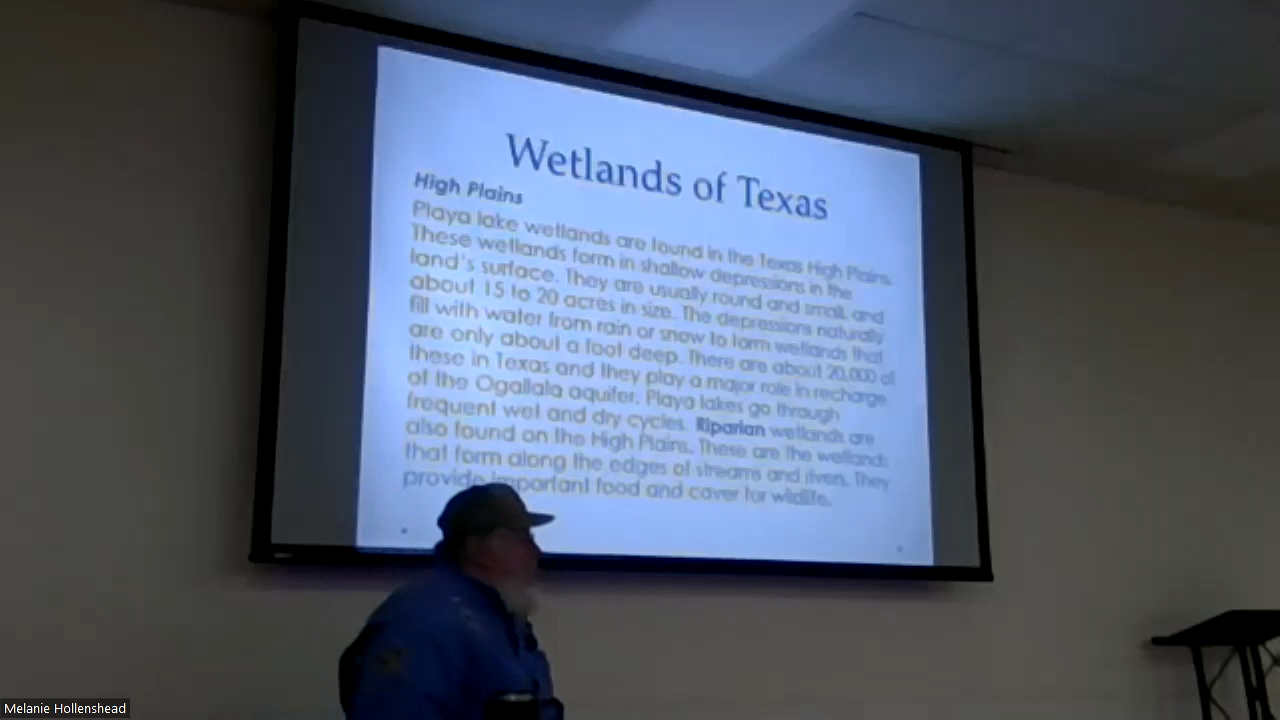 Wetlands of Texas
High Plains
Playa lake wetlands are found in the Texas High Plains.
These wetlands form in shallow depressions in the
land's surface. They are usually round and small, and
about 15 to 20 acres in size. The depressions naturally
fill with water from rain or snow to form wetlands that
are only about a foot deep. There are about 20,000 of
these in Texas and they play a major role in recharge
of the Ogallala aquifer. Playa lakes go through
frequent wet and dry cycles. Riparian wetlands are
also found on the High Plains. These are the wetlands
that form along the edges of streams and rivers. They
provide important food and cover for wildlife.
Melanie Hollenshead